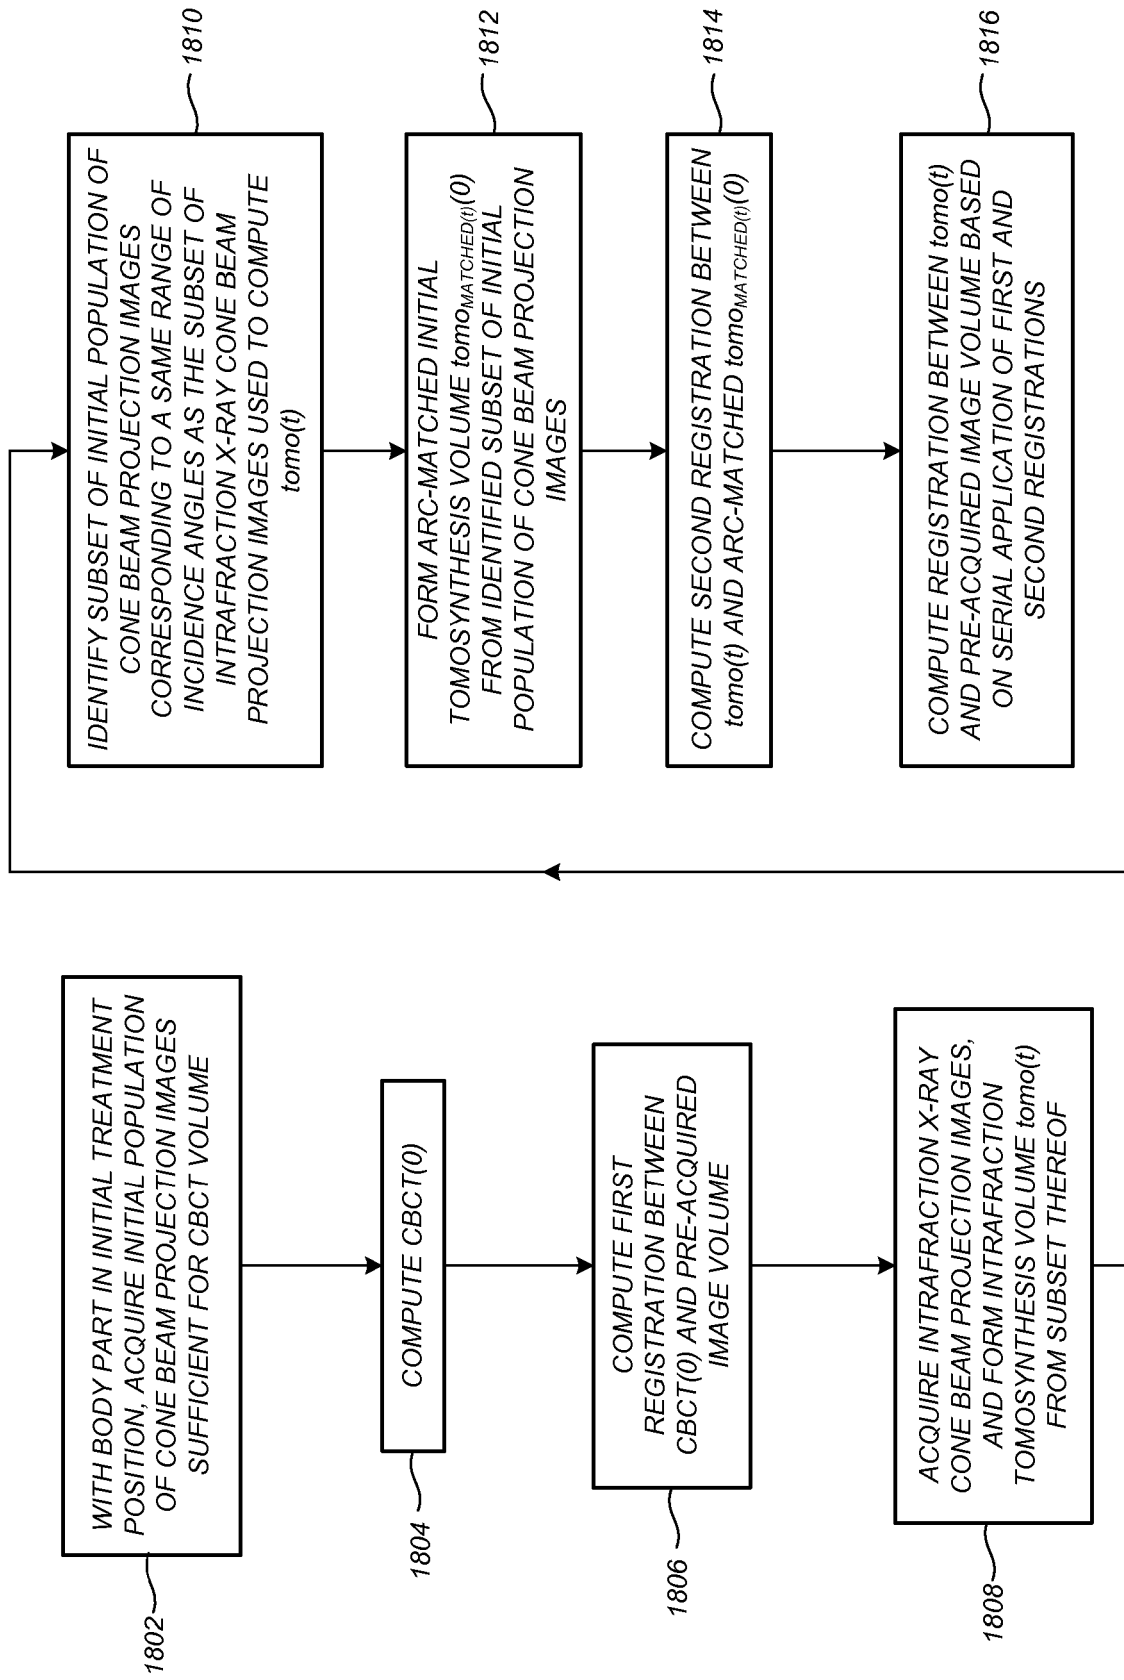 WITH BODY PART IN INITIAL TREATMENT
POSITION, ACQUIRE INITIAL POPULATION
OF CONE BEAM PROJECTION IMAGES
SUFFICIENT FOR CBCT VOLUME
1802
COMPUTE CBCT(0)
1804
COMPUTE FIRST
REGISTRATION BETWEEN
CBCT(0) AND PRE-ACQUIRED
IMAGE VOLUME
1806
ACQUIRE INTRAFRACTION X-RAY
CONE BEAM PROJECTION IMAGES,
AND FORM INTRAFRACTION
TOMOSYNTHESIS VOLUME tomo(t)
FROM SUBSET THEREOF
1808
IDENTIFY SUBSET OF INITIAL POPULATION OF
CONE BEAM PROJECTION IMAGES
CORRESPONDING TO A SAME RANGE OF
INCIDENCE ANGLES AS THE SUBSET OF
INTRAFRACTION X-RAY CONE BEAM
PROJECTION IMAGES USED TO COMPUTE
tomo(t)
1810
FORM ARC-MATCHED INITIAL
TOMOSYNTHESIS VOLUME tomoMATCHED(t)(0)
FROM IDENTIFIED SUBSET OF INITIAL
POPULATION OF CONE BEAM PROJECTION
IMAGES
1812
COMPUTE SECOND REGISTRATION BETWEEN
tomo(t) AND ARC-MATCHED tomoMATCHED(t)(0)
1814
COMPUTE REGISTRATION BETWEEN tomo(t)
AND PRE-ACQUIRED IMAGE VOLUME BASED
ON SERIAL APPLICATION OF FIRST AND
SECOND REGISTRATIONS
1816